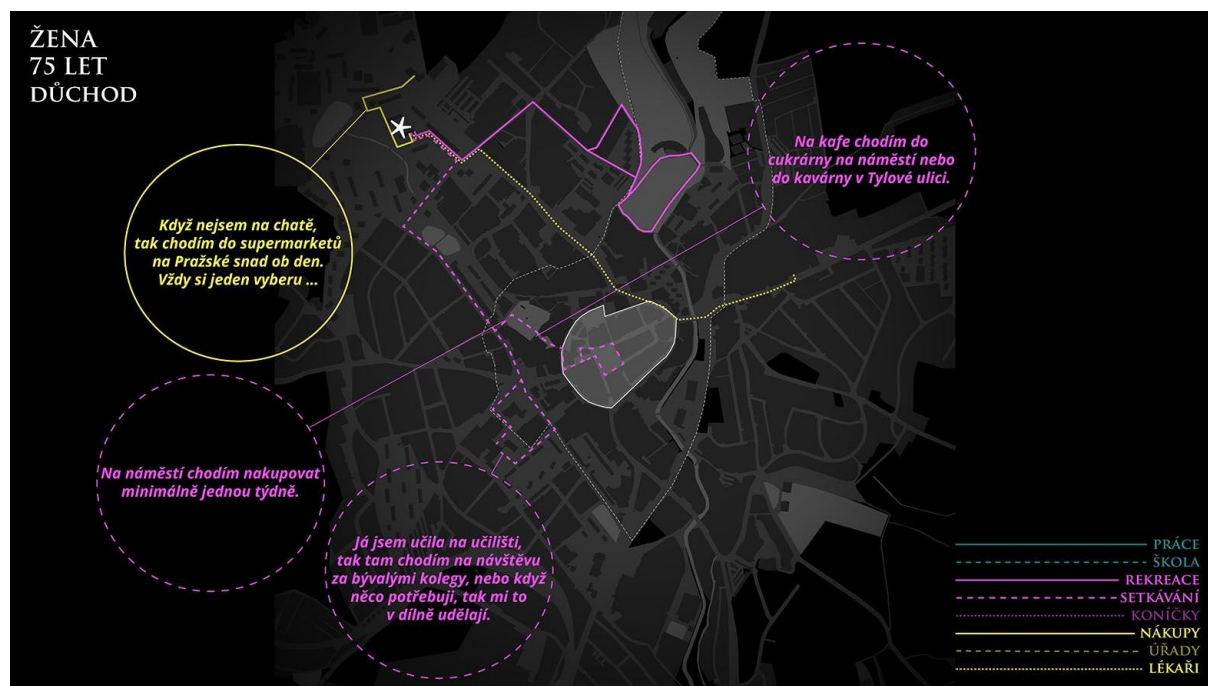 ŽENA
75 LET
DŮCHOD
Na kafe chodím do
cukrárny na náměstí nebo
do kavárny v Tylové ulici.
Když nejsem na chatě,
tak chodím do supermarketů
na Pražské snad ob den.
Vždy si jeden vyberu ...
Na náměstí chodím nakupovat
minimálně jednou týdně.
Já jsem učila na učilišti,
tak tam chodím na návštěvu
za bývalými kolegy, nebo když
něco potřebuji, tak mi to
v dílně udělají.
PRÁCE
ŠKOLA
REKREACE
SETKÁVÁNÍ
KONÍČKY
NÁKUPY
ÚŘADY
LÉKAŘI